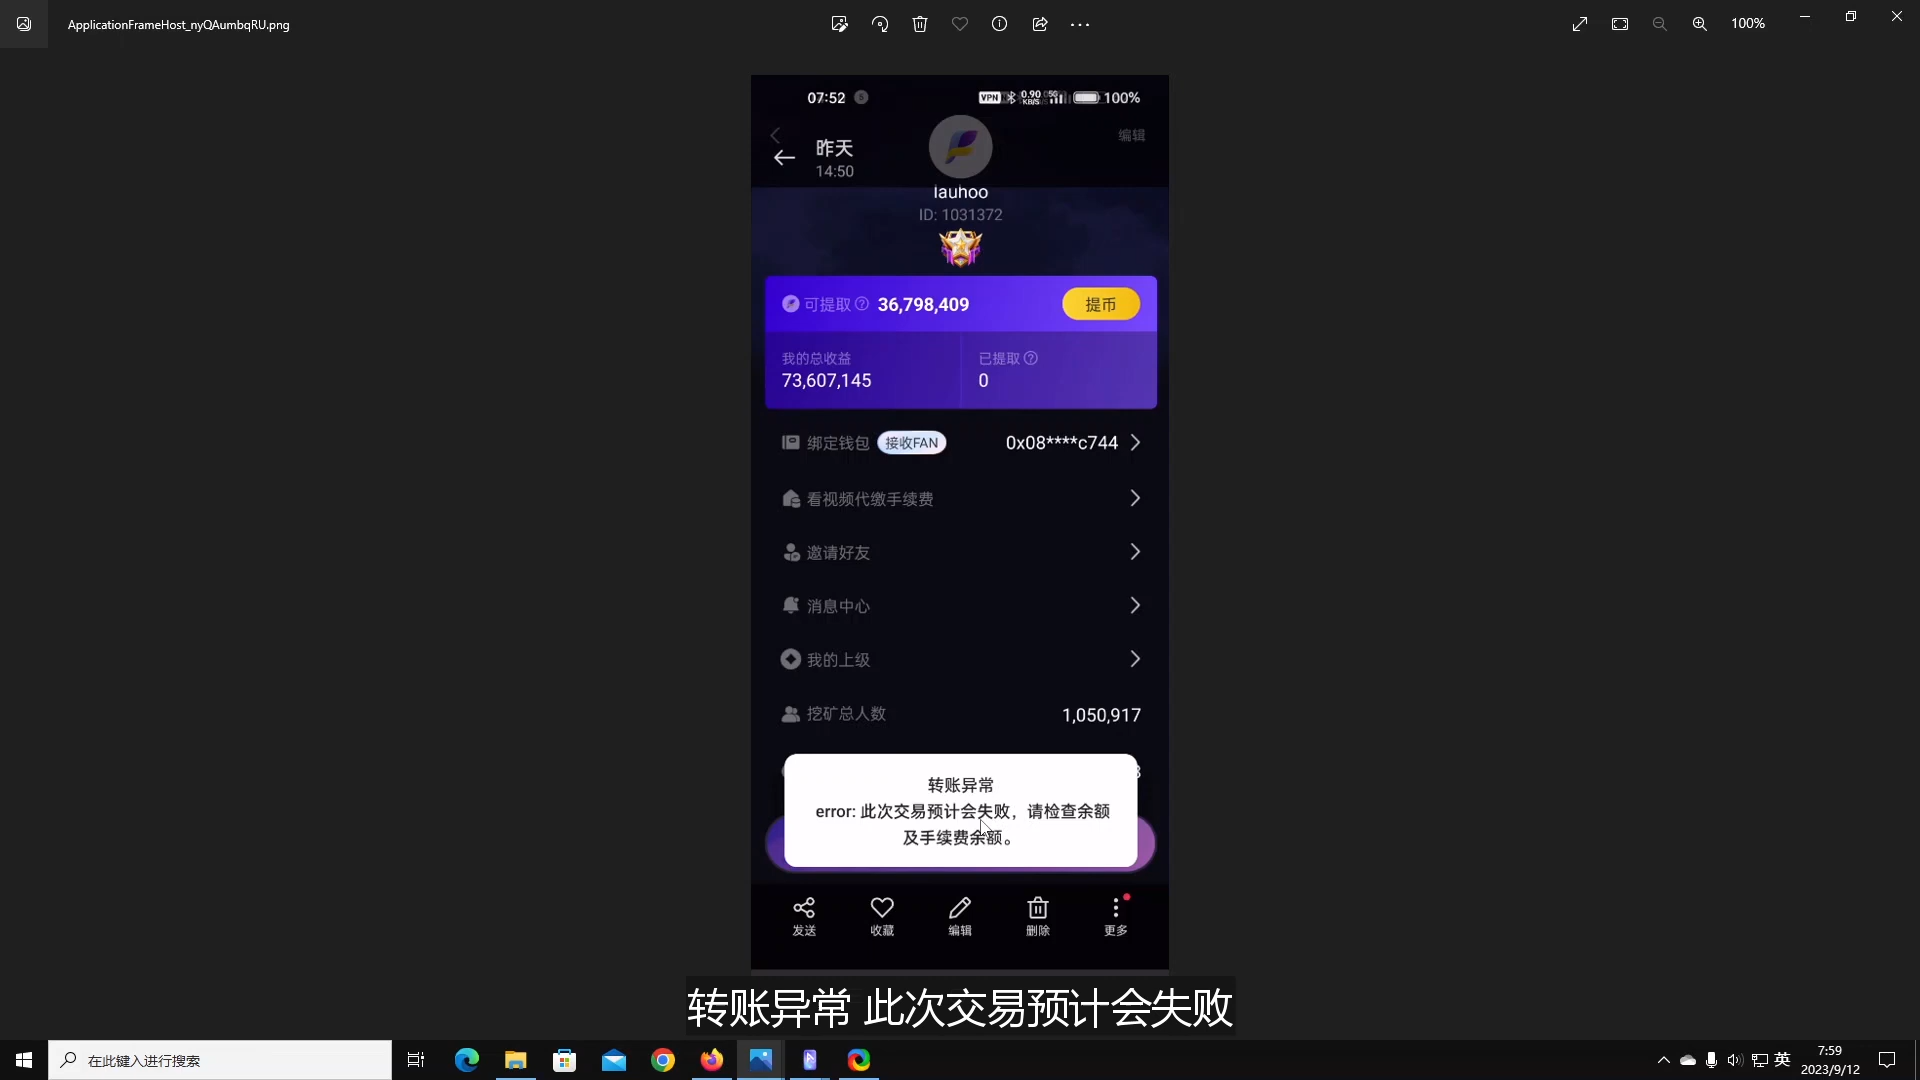 ApplicationFrameHost_nyQAumbqRU.png
100%
07:52
VPN
0.90
KB/S
5G
100%
昨天
14:50
编辑
lauhoo
ID: 1031372
可提取
36,798,409
提币
我的总收益
73,607,145
已提取
0
绑定钱包
接收FAN
0x08****c744
看视频代缴手续费
邀请好友
消息中心
我的上级
挖矿总人数
1,050,917
转账异常
error: 此次交易预计会失败，请检查余额
及手续费余额。
发送
收藏
编辑
删除
更多
转账异常 此次交易预计会失败
在此键入进行搜索
英
7:59
2023/9/12